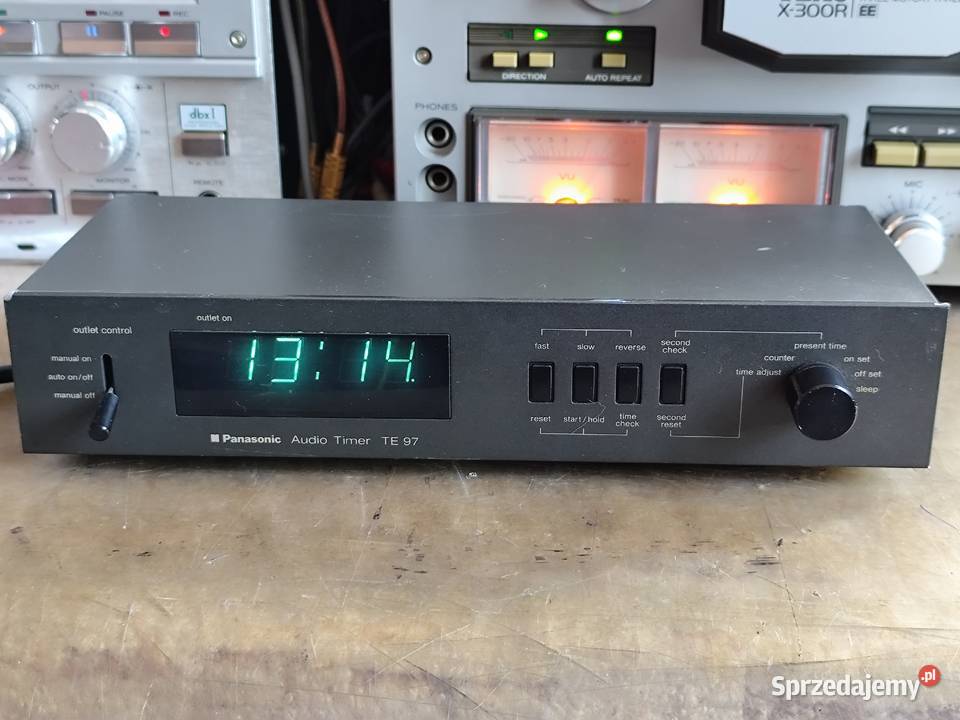 PAUSE REC
X-300R EE
DIRECTION AUTO REPEAT
OUTPUT
dbx I
PHONES
MONITOR
REMOTE
VU VU
MIC
outlet control
outlet on
manual on
auto on/off
manual off
13:14.
Panasonic Audio Timer TE 97
fast slow reverse second check
reset start/hold time check second reset
present time
counter on set
time adjust off set
sleep
Sprzedajemy.pl